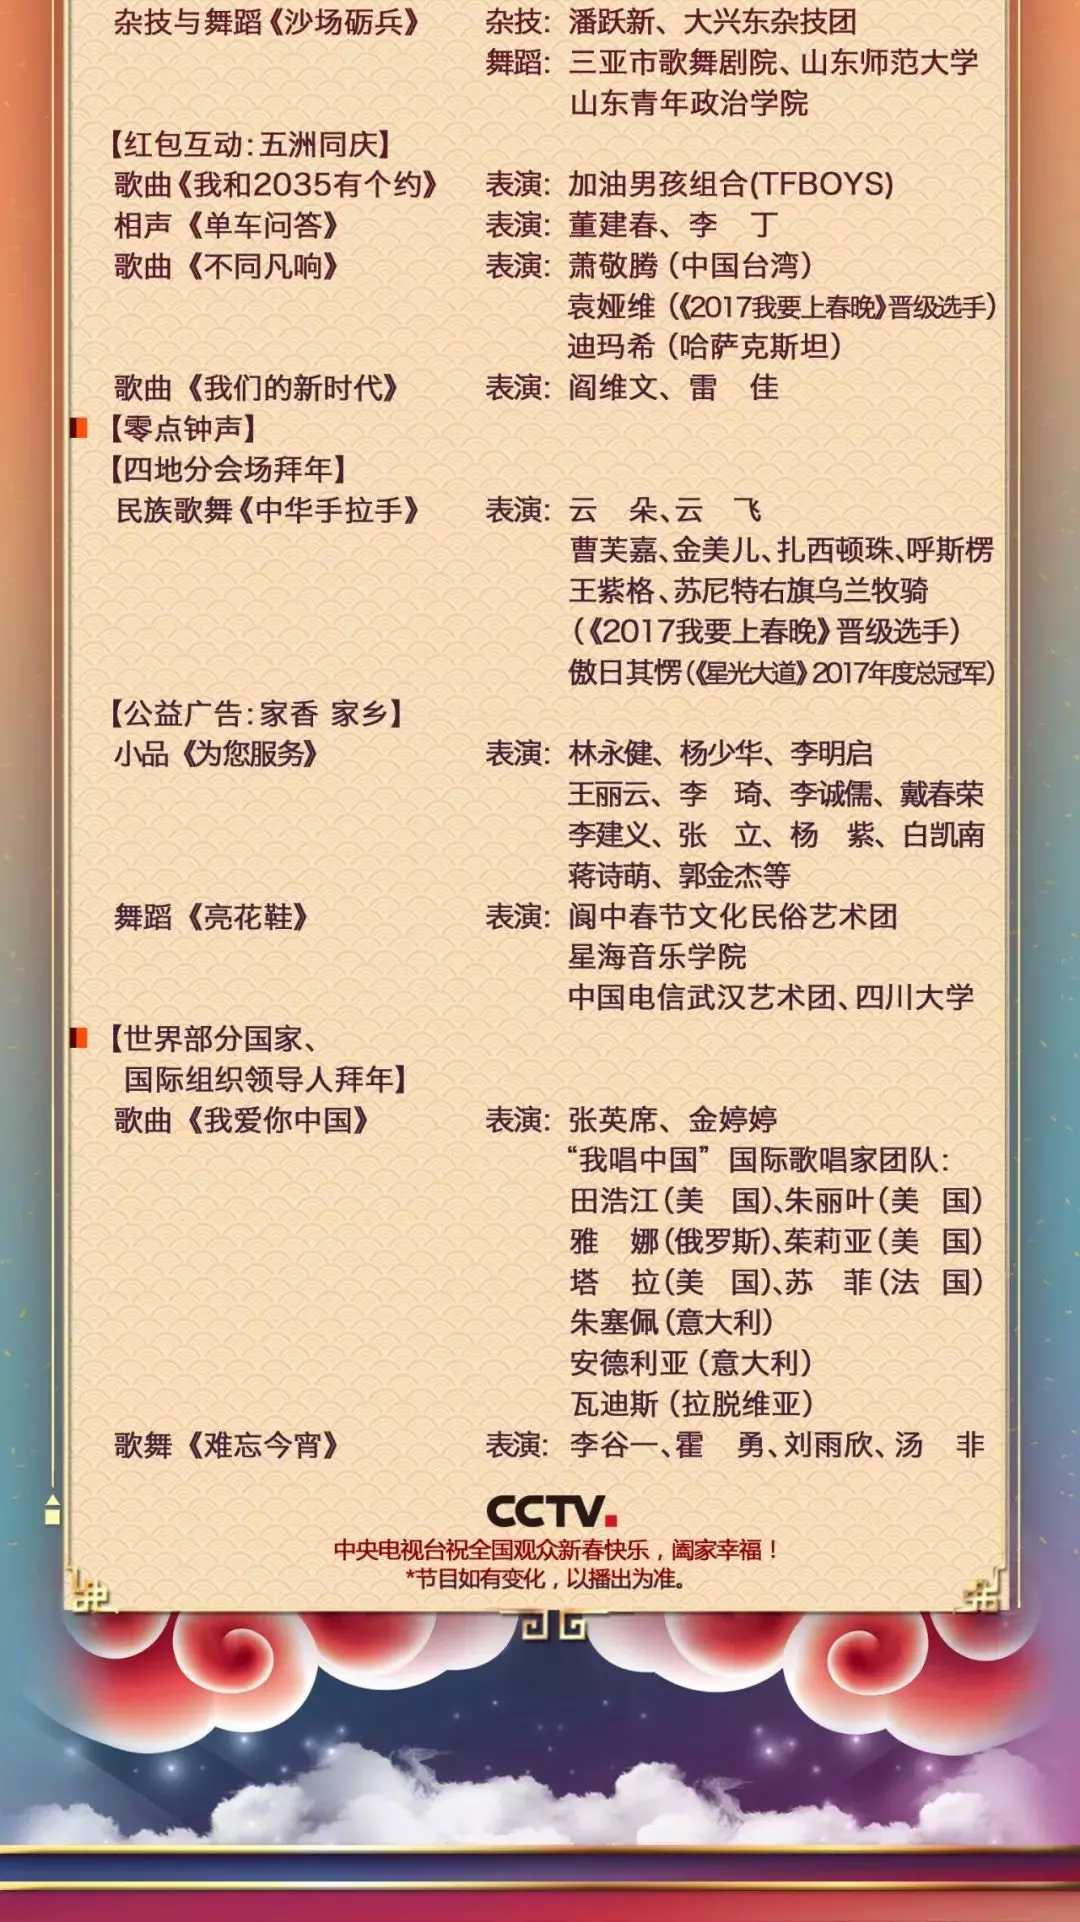 杂技与舞蹈《沙场砺兵》 杂技：潘跃新、大兴东杂技团
舞蹈：三亚市歌舞剧院、山东师范大学
山东青年政治学院
【红包互动：五洲同庆】
歌曲《我和2035有个约》 表演：加油男孩组合(TFBOYS)
相声《单车问答》 表演：董建春、李 丁
歌曲《不同凡响》 表演：萧敬腾（中国台湾）
袁娅维（《2017我要上春晚》晋级选手）
迪玛希（哈萨克斯坦）
歌曲《我们的新时代》 表演：阎维文、雷 佳
【零点钟声】
【四地分会场拜年】
民族歌舞《中华手拉手》 表演：云 朵、云 飞
曹芙嘉、金美儿、扎西顿珠、呼斯楞
王紫格、苏尼特右旗乌兰牧骑
（《2017我要上春晚》晋级选手）
傲日其愣（《星光大道》2017年度总冠军）
【公益广告：家香 家乡】
小品《为您服务》 表演：林永健、杨少华、李明启
王丽云、李 琦、李诚儒、戴春荣
李建义、张 立、杨 紫、白凯南
蒋诗萌、郭金杰等
舞蹈《亮花鞋》 表演：阆中春节文化民俗艺术团
星海音乐学院
中国电信武汉艺术团、四川大学
【世界部分国家、
国际组织领导人拜年】
歌曲《我爱你中国》 表演：张英席、金婷婷
“我唱中国”国际歌唱家团队：
田浩江（美 国）、朱丽叶（美 国）
雅 娜（俄罗斯）、茱莉亚（美 国）
塔 拉（美 国）、苏 菲（法 国）
朱塞佩（意大利）
安德利亚（意大利）
瓦迪斯（拉脱维亚）
歌舞《难忘今宵》 表演：李谷一、霍 勇、刘雨欣、汤 非
CCTV.
中央电视台祝全国观众新春快乐，阖家幸福！
*节目如有变化，以播出为准。